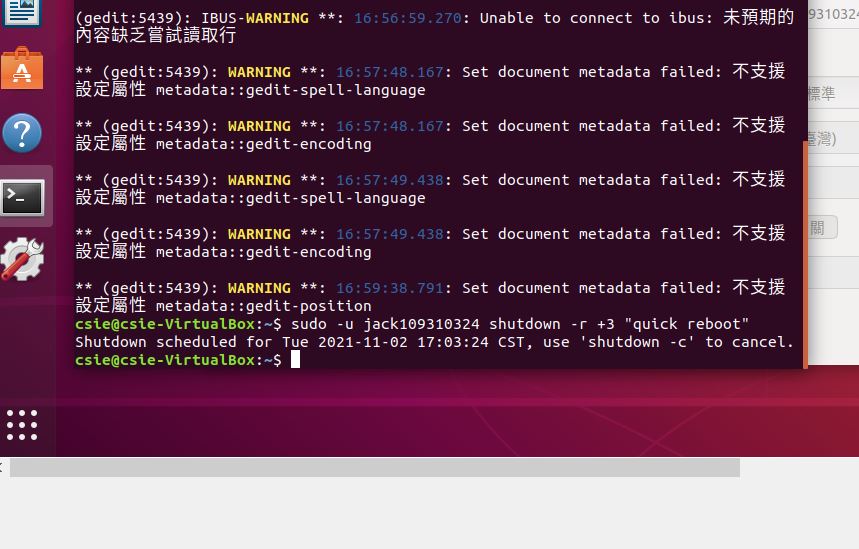 (gedit:5439): IBUS-WARNING **: 16:56:59.270: Unable to connect to ibus: 未預期的
內容缺乏嘗試讀取行
** (gedit:5439): WARNING **: 16:57:48.167: Set document metadata failed: 不支援
設定屬性 metadata::gedit-spell-language
** (gedit:5439): WARNING **: 16:57:48.167: Set document metadata failed: 不支援
設定屬性 metadata::gedit-encoding
** (gedit:5439): WARNING **: 16:57:49.438: Set document metadata failed: 不支援
設定屬性 metadata::gedit-spell-language
** (gedit:5439): WARNING **: 16:57:49.438: Set document metadata failed: 不支援
設定屬性 metadata::gedit-encoding
** (gedit:5439): WARNING **: 16:59:38.791: Set document metadata failed: 不支援
設定屬性 metadata::gedit-position
csie@csie-VirtualBox:~$ sudo -u jack109310324 shutdown -r +3 "quick reboot"
Shutdown scheduled for Tue 2021-11-02 17:03:24 CST, use 'shutdown -c' to cancel.
csie@csie-VirtualBox:~$
標準
臺灣)
關